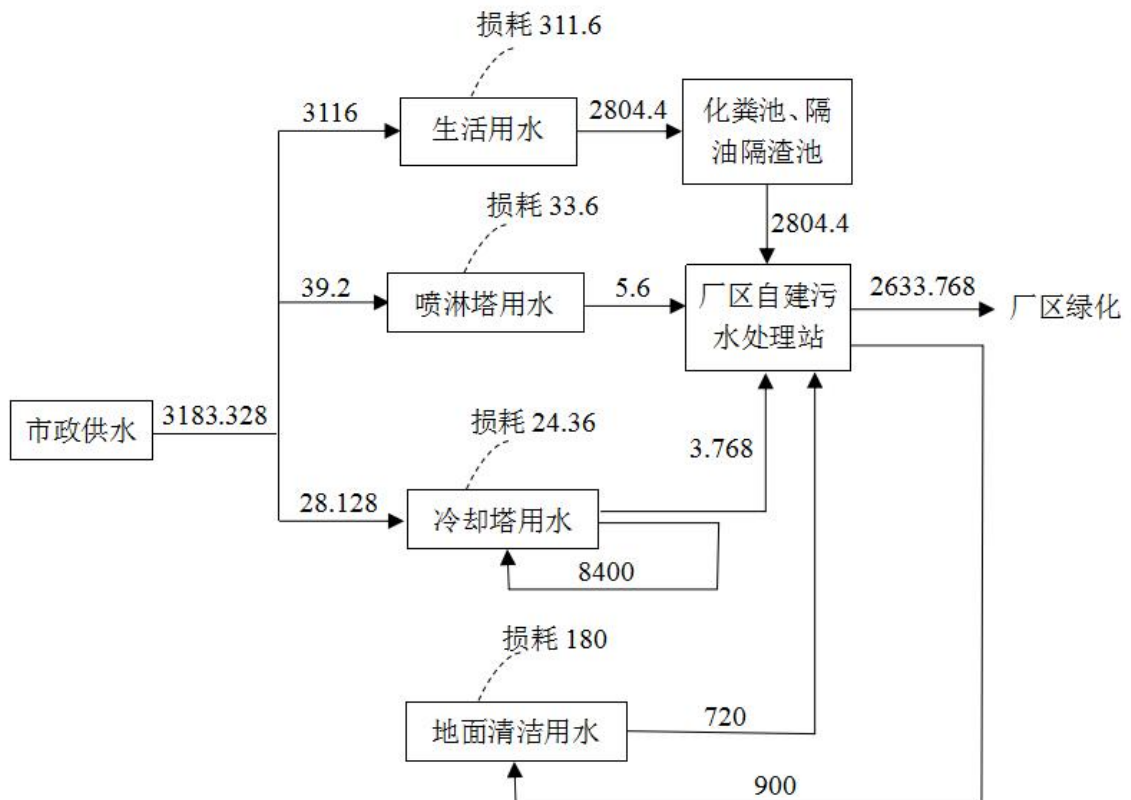 损耗 311.6
3116
生活用水
2804.4
化粪池、隔
油隔渣池
2804.4
损耗 33.6
39.2
喷淋塔用水
5.6
厂区自建污
水处理站
2633.768
厂区绿化
市政供水
3183.328
损耗 24.36
3.768
28.128
冷却塔用水
8400
损耗 180
地面清洁用水
720
900